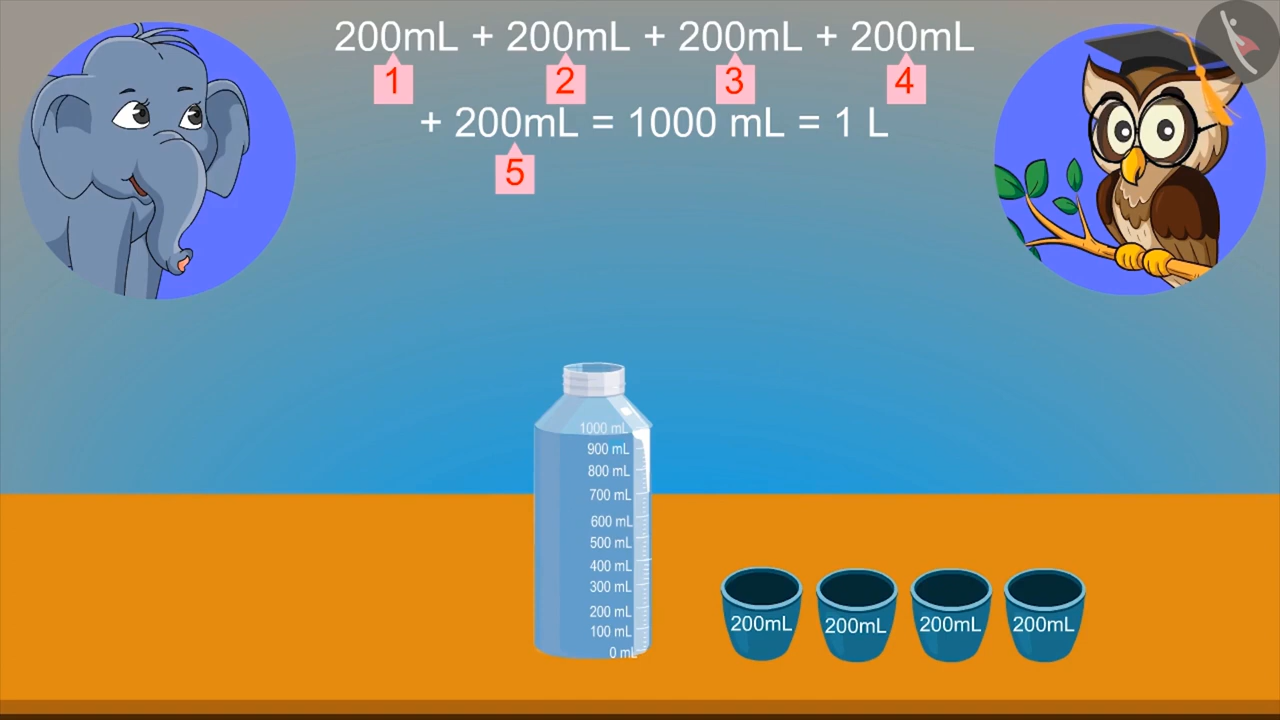 200mL + 200mL + 200mL + 200mL
1 2 3 4
+ 200mL = 1000 mL = 1 L
5
1000 mL
900 mL
800 mL
700 mL
600 mL
500 mL
400 mL
300 mL
200 mL
100 mL
0 mL
200mL 200mL 200mL 200mL